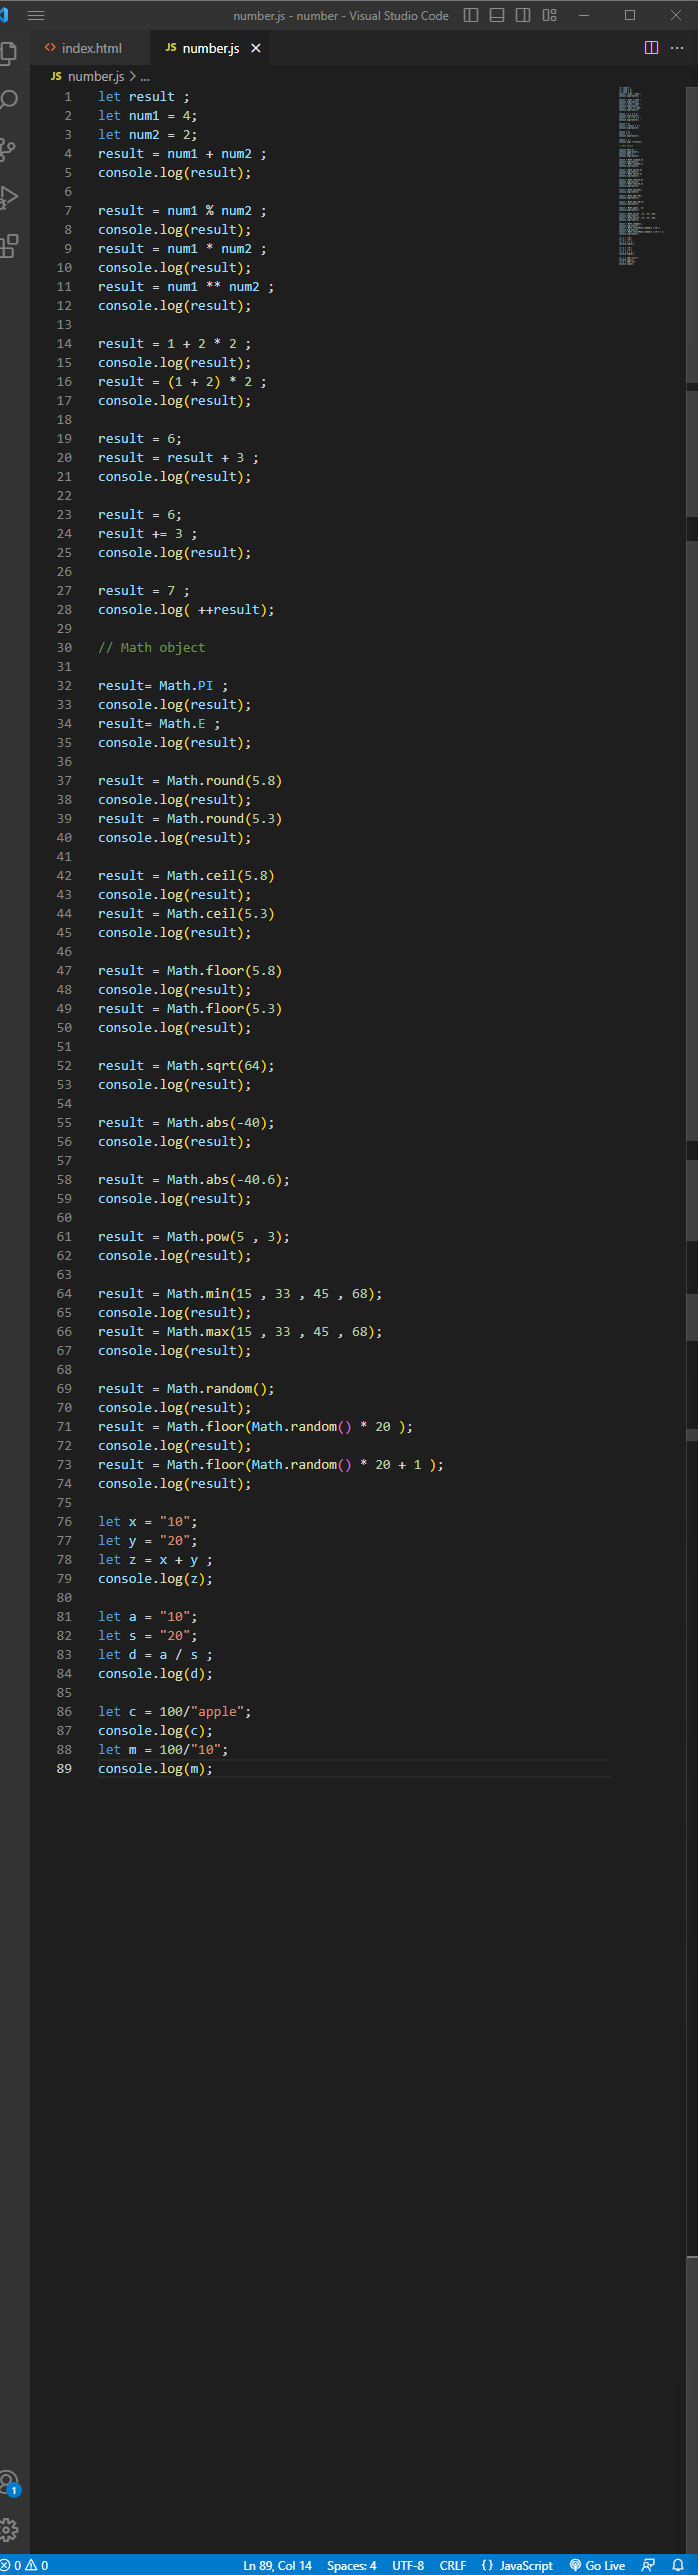 number.js - number - Visual Studio Code
index.html
JS number.js
JS number.js > ...
1 let result ;
2 let num1 = 4;
3 let num2 = 2;
4 result = num1 + num2 ;
5 console.log(result);
6
7 result = num1 % num2 ;
8 console.log(result);
9 result = num1 * num2 ;
10 console.log(result);
11 result = num1 ** num2 ;
12 console.log(result);
13
14 result = 1 + 2 * 2 ;
15 console.log(result);
16 result = (1 + 2) * 2 ;
17 console.log(result);
18
19 result = 6;
20 result = result + 3 ;
21 console.log(result);
22
23 result = 6;
24 result += 3 ;
25 console.log(result);
26
27 result = 7 ;
28 console.log( ++result);
29
30 // Math object
31
32 result= Math.PI ;
33 console.log(result);
34 result= Math.E ;
35 console.log(result);
36
37 result = Math.round(5.8)
38 console.log(result);
39 result = Math.round(5.3)
40 console.log(result);
41
42 result = Math.ceil(5.8)
43 console.log(result);
44 result = Math.ceil(5.3)
45 console.log(result);
46
47 result = Math.floor(5.8)
48 console.log(result);
49 result = Math.floor(5.3)
50 console.log(result);
51
52 result = Math.sqrt(64);
53 console.log(result);
54
55 result = Math.abs(-40);
56 console.log(result);
57
58 result = Math.abs(-40.6);
59 console.log(result);
60
61 result = Math.pow(5 , 3);
62 console.log(result);
63
64 result = Math.min(15 , 33 , 45 , 68);
65 console.log(result);
66 result = Math.max(15 , 33 , 45 , 68);
67 console.log(result);
68
69 result = Math.random();
70 console.log(result);
71 result = Math.floor(Math.random() * 20 );
72 console.log(result);
73 result = Math.floor(Math.random() * 20 + 1 );
74 console.log(result);
75
76 let x = "10";
77 let y = "20";
78 let z = x + y ;
79 console.log(z);
80
81 let a = "10";
82 let s = "20";
83 let d = a / s ;
84 console.log(d);
85
86 let c = 100/"apple";
87 console.log(c);
88 let m = 100/"10";
89 console.log(m);
1
0 0 Ln 89, Col 14 Spaces: 4 UTF-8 CRLF {} JavaScript Go Live